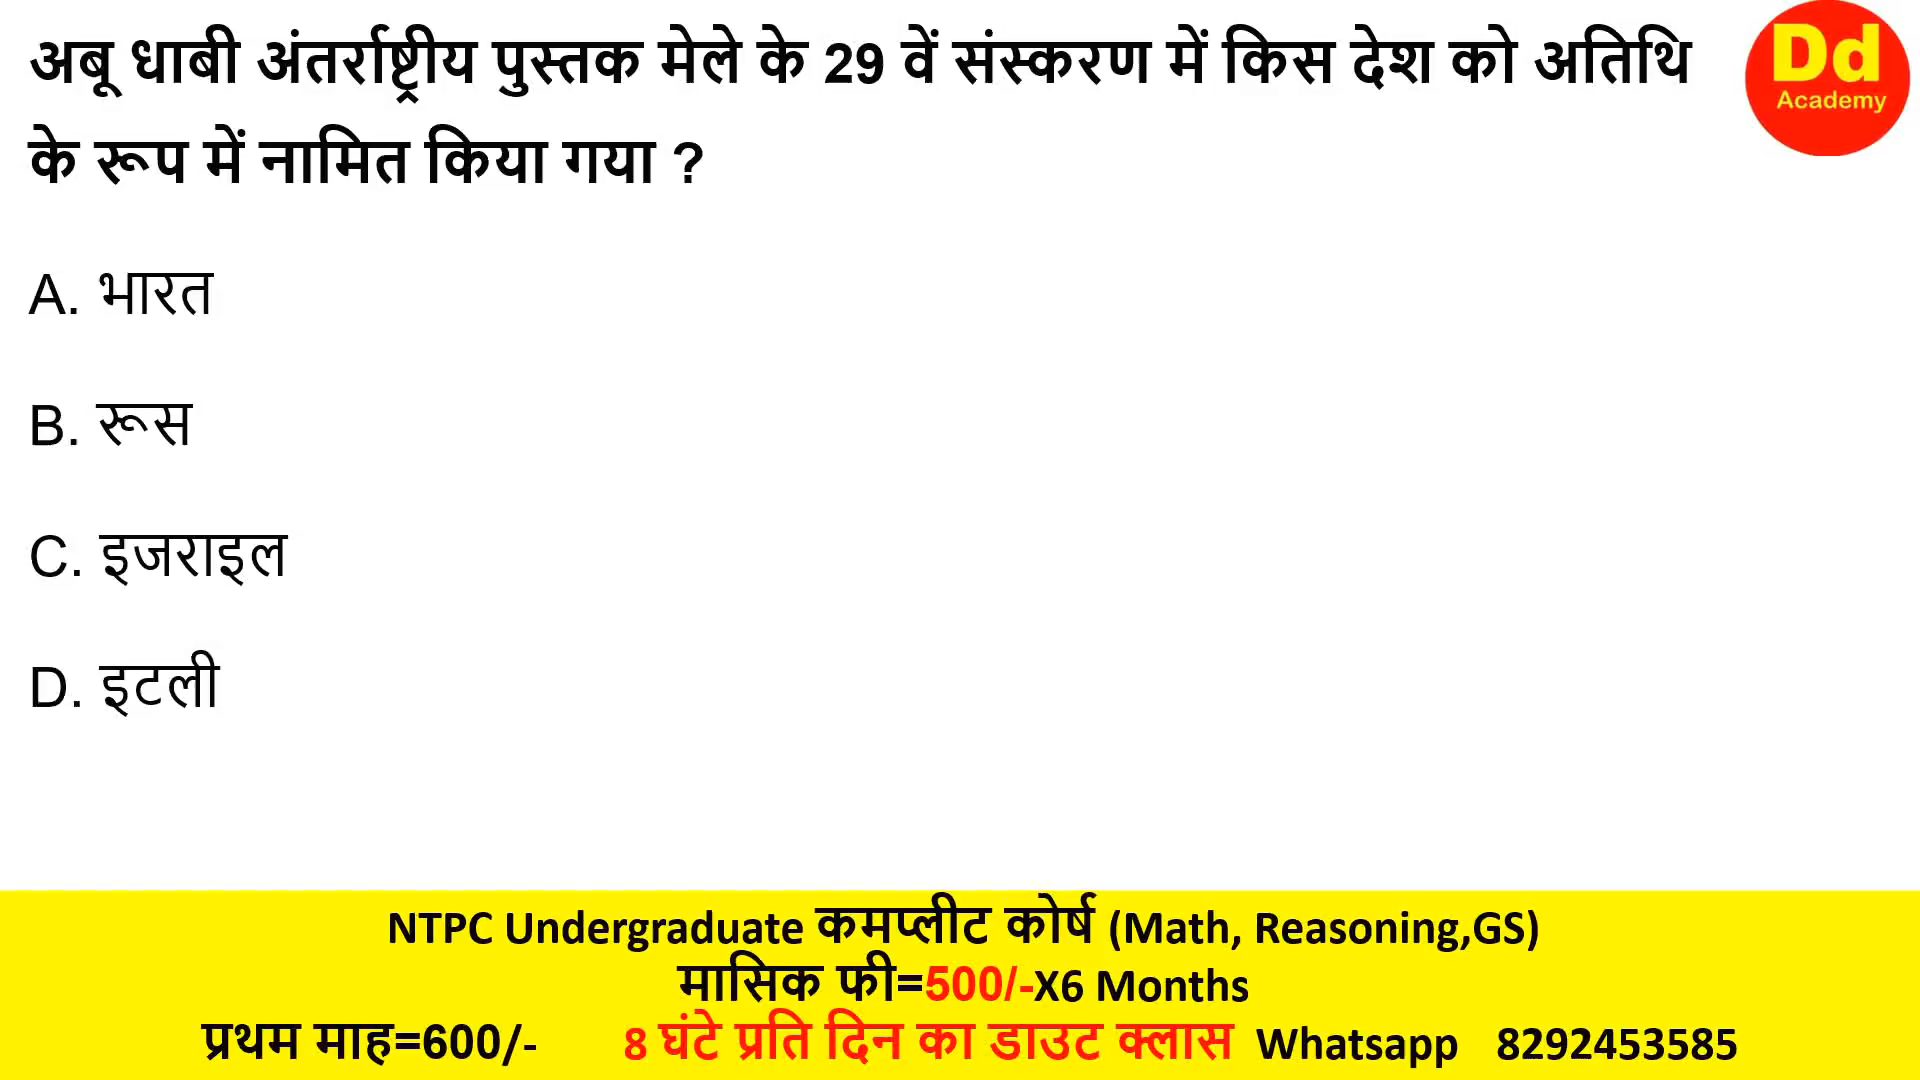 अबू धाबी अंतर्राष्ट्रीय पुस्तक मेले के 29 वें संस्करण में किस देश को अतिथि
के रूप में नामित किया गया ?
Dd
Academy
A. भारत
B. रूस
C. इजराइल
D. इटली
NTPC Undergraduate कमप्लीट कोर्ष (Math, Reasoning,GS)
मासिक फी=500/-X6 Months
प्रथम माह=600/- 8 घंटे प्रति दिन का डाउट क्लास Whatsapp 8292453585